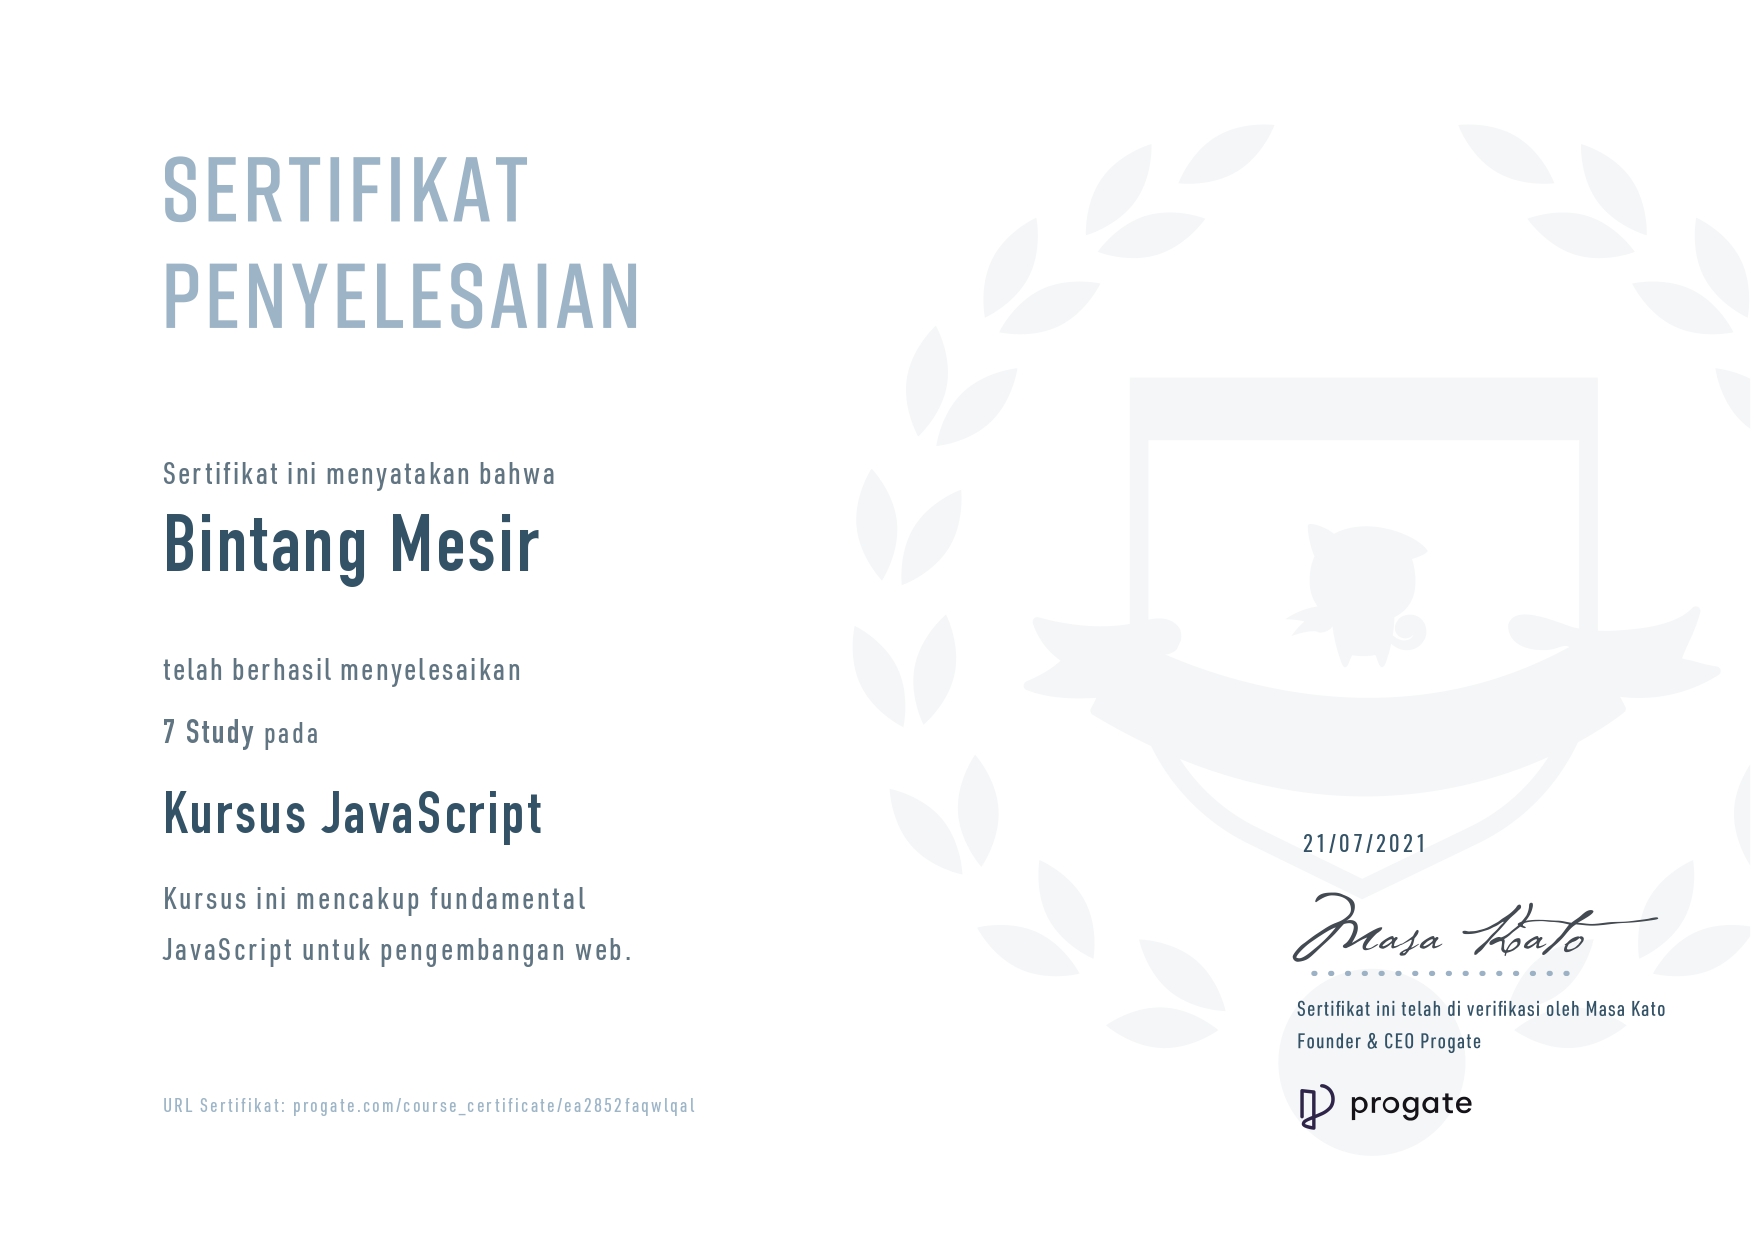 SERTIFIKAT
PENYELESAIAN
Sertifikat ini menyatakan bahwa
Bintang Mesir
telah berhasil menyelesaikan
7 Study pada
Kursus JavaScript
Kursus ini mencakup fundamental
JavaScript untuk pengembangan web.
21/07/2021
Masa Kato
Sertifikat ini telah di verifikasi oleh Masa Kato
Founder & CEO Progate
progate
URL Sertifikat: progate.com/course_certificate/ea2852faqwlqal